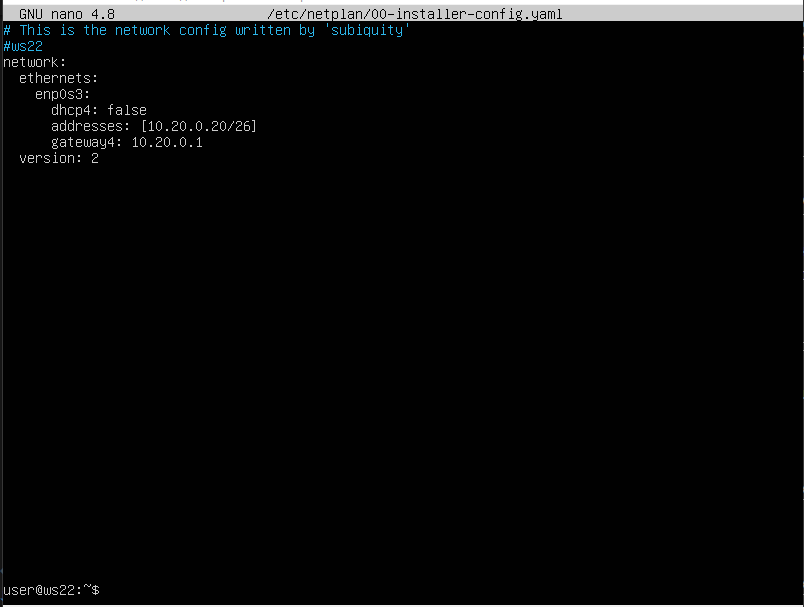 GNU nano 4.8 /etc/netplan/00-installer-config.yaml
# This is the network config written by 'subiquity'
#ws22
network:
  ethernets:
    enp0s3:
      dhcp4: false
      addresses: [10.20.0.20/26]
      gateway4: 10.20.0.1
  version: 2
user@ws22:~$